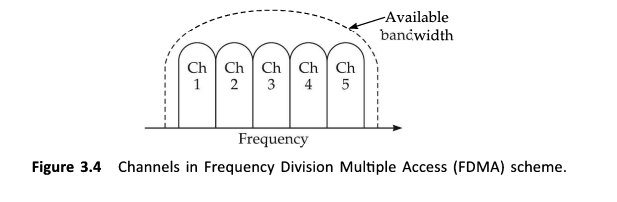 Available
bandwidth
Ch Ch Ch Ch Ch
1 2 3 4 5
Frequency
Figure 3.4 Channels in Frequency Division Multiple Access (FDMA) scheme.